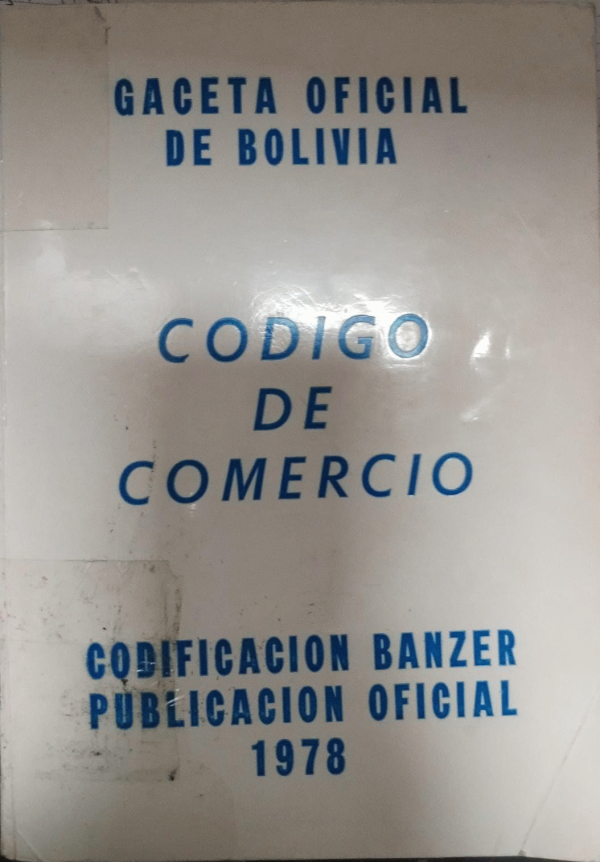 GACETA OFICIAL
DE BOLIVIA
CODIGO
DE
COMERCIO
CODIFICACION BANZER
PUBLICACION OFICIAL
1978